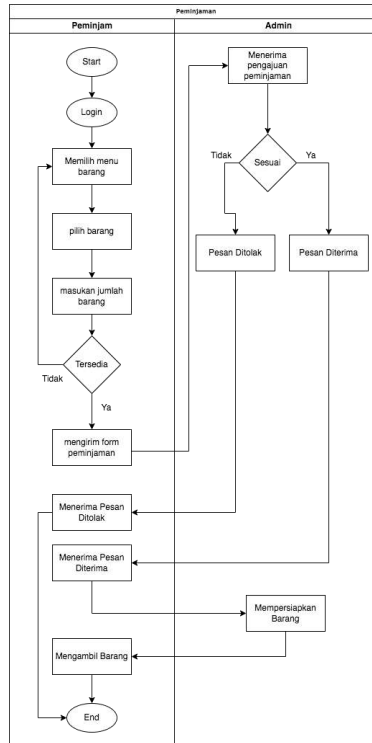 Peminjaman
Peminjam
Admin
Start
Login
Memilih menu
barang
pilih barang
masukan jumlah
barang
Tersedia
Tidak
Ya
mengirim form
peminjaman
Menerima
pengajuan
peminjaman
Sesuai
Tidak
Ya
Pesan Ditolak
Pesan Diterima
Menerima Pesan
Ditolak
Menerima Pesan
Diterima
Mempersiapkan
Barang
Mengambil Barang
End